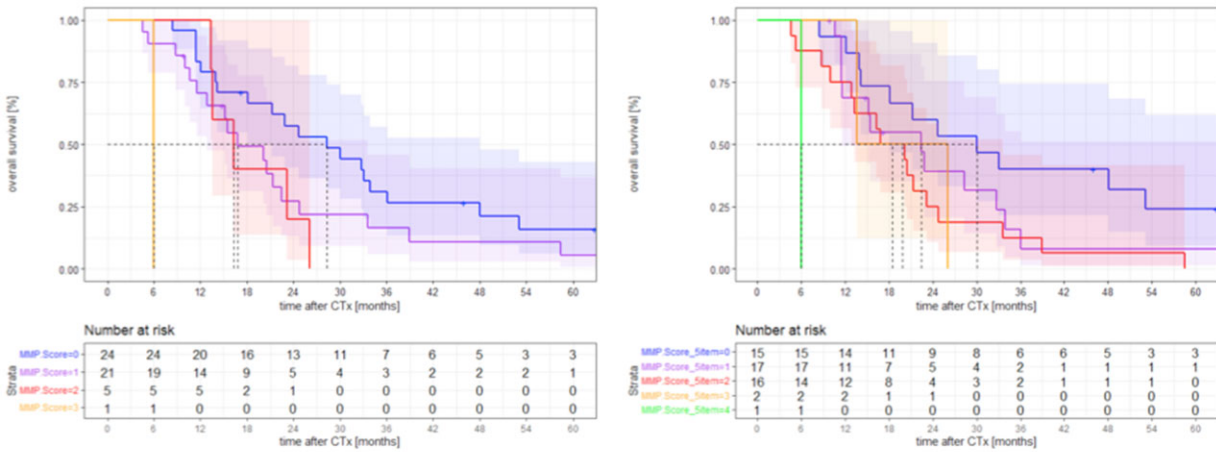 overall survival [%]
1.00
0.75
0.50
0.25
0.00
0 6 12 18 24 30 36 42 48 54 60
time after CTx [months]
Number at risk
Strata
MMP.Score=0 24 24 20 16 13 11 7 6 5 3 3
MMP.Score=1 21 19 14 9 5 4 3 2 2 2 1
MMP.Score=2 5 5 5 2 1 0 0 0 0 0 0
MMP.Score=3 1 1 0 0 0 0 0 0 0 0 0
0 6 12 18 24 30 36 42 48 54 60
time after CTx [months]
overall survival [%]
1.00
0.75
0.50
0.25
0.00
0 6 12 18 24 30 36 42 48 54 60
time after CTx [months]
Number at risk
Strata
MMP.Score_5item=0 15 15 14 11 9 8 6 6 5 3 3
MMP.Score_5item=1 17 17 11 7 5 4 2 1 1 1 1
MMP.Score_5item=2 16 14 12 8 4 3 2 1 1 1 0
MMP.Score_5item=3 2 2 2 1 1 0 0 0 0 0 0
MMP.Score_5item=4 1 1 0 0 0 0 0 0 0 0 0
0 6 12 18 24 30 36 42 48 54 60
time after CTx [months]